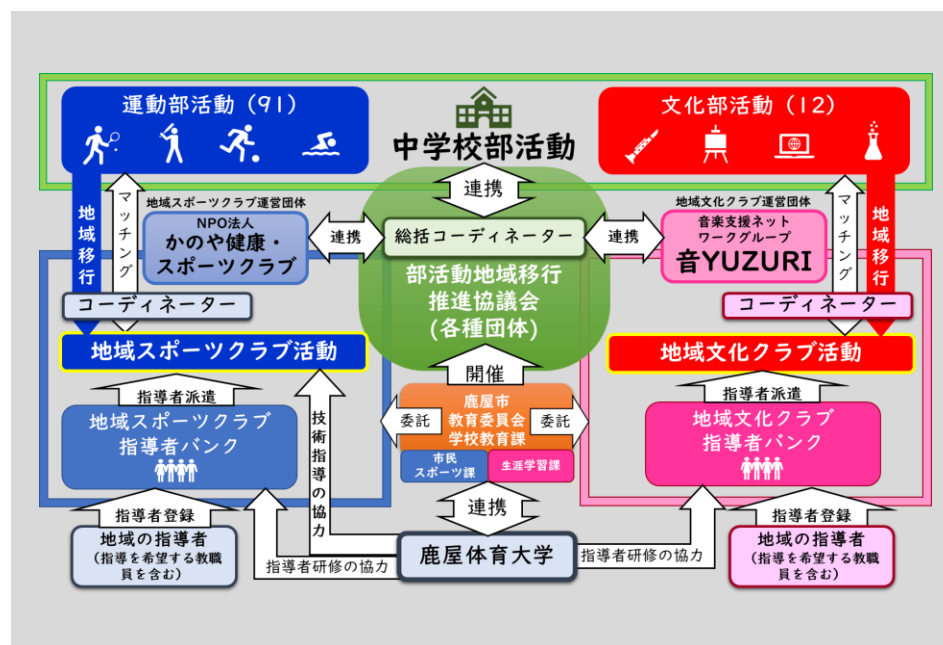 運動部活動（91）
中学校部活動
文化部活動（12）
連携
地域移行
マッチング
地域スポーツクラブ運営団体
NPO法人
かのや健康・
スポーツクラブ
連携
総括コーディネーター
連携
地域文化クラブ運営団体
音楽支援ネット
ワークグループ
音YUZURI
マッチング
地域移行
部活動地域移行
推進協議会
(各種団体)
コーディネーター
コーディネーター
地域スポーツクラブ活動
地域文化クラブ活動
開催
指導者派遣
指導者派遣
地域スポーツクラブ
指導者バンク
技術指導の協力
委託
鹿屋市
教育委員会
学校教育課
委託
市民
スポーツ課
生涯学習課
地域文化クラブ
指導者バンク
連携
指導者登録
指導者登録
地域の指導者
(指導を希望する教職
員を含む)
指導者研修の協力
鹿屋体育大学
指導者研修の協力
地域の指導者
(指導を希望する教職
員を含む)